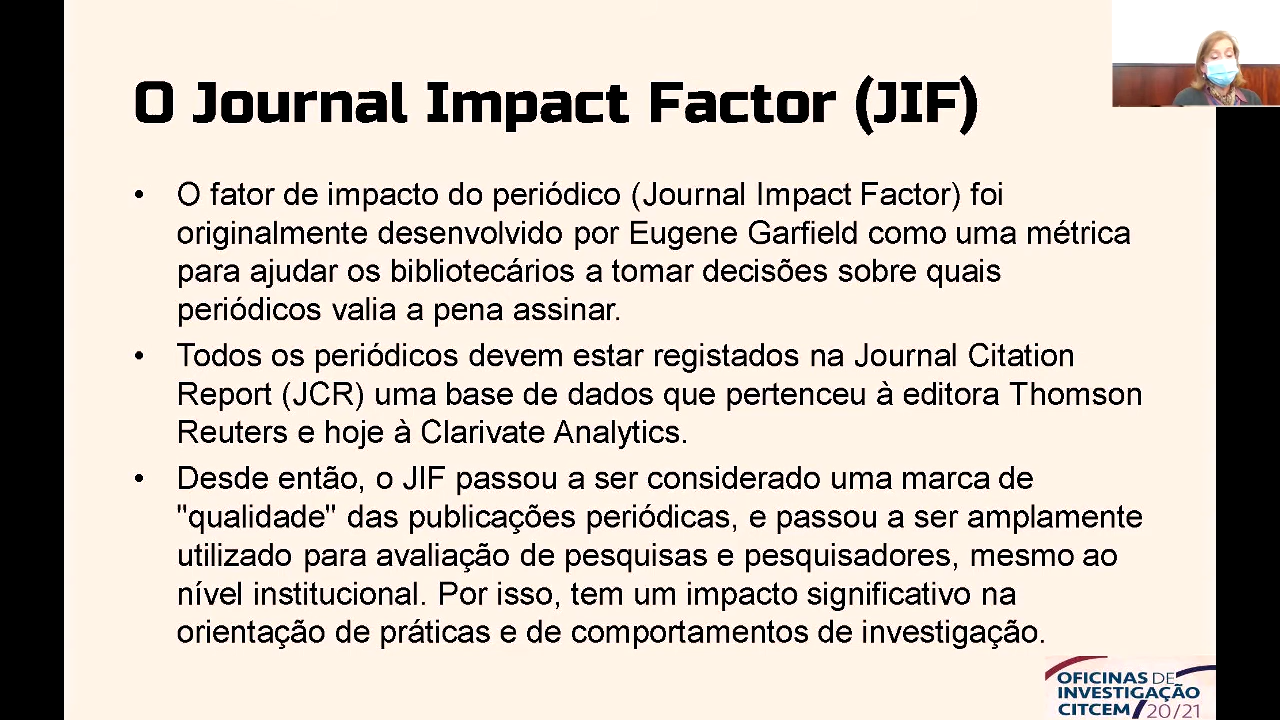 O Journal Impact Factor (JIF)
• O fator de impacto do periódico (Journal Impact Factor) foi
originalmente desenvolvido por Eugene Garfield como uma métrica
para ajudar os bibliotecários a tomar decisões sobre quais
periódicos valia a pena assinar.
• Todos os periódicos devem estar registados na Journal Citation
Report (JCR) uma base de dados que pertenceu à editora Thomson
Reuters e hoje à Clarivate Analytics.
• Desde então, o JIF passou a ser considerado uma marca de
"qualidade" das publicações periódicas, e passou a ser amplamente
utilizado para avaliação de pesquisas e pesquisadores, mesmo ao
nível institucional. Por isso, tem um impacto significativo na
orientação de práticas e de comportamentos de investigação.
OFICINAS DE
INVESTIGAÇÃO
CITCEM 20/21